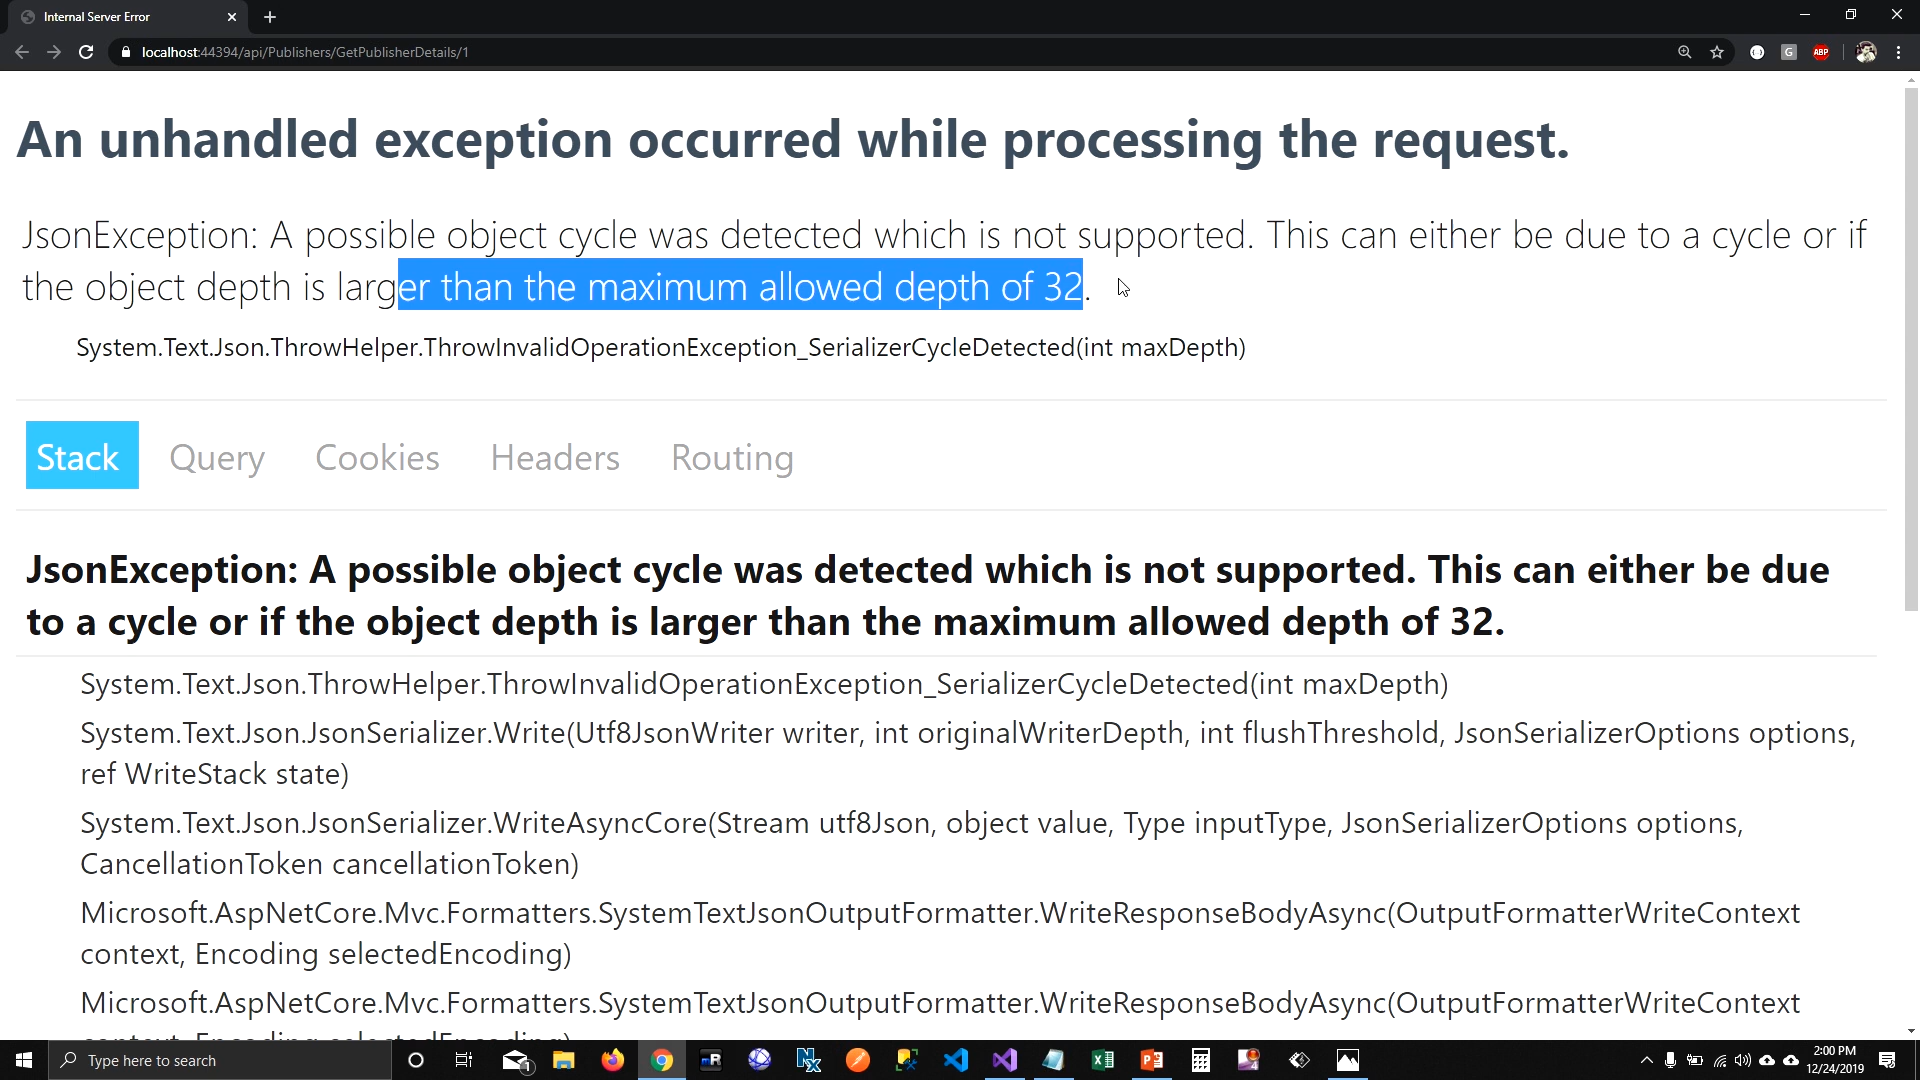 Internal Server Error
localhost:44394/api/Publishers/GetPublisherDetails/1
G
ABP
An unhandled exception occurred while processing the request.
JsonException: A possible object cycle was detected which is not supported. This can either be due to a cycle or if
the object depth is larger than the maximum allowed depth of 32.
System.Text.Json.ThrowHelper.ThrowInvalidOperationException_SerializerCycleDetected(int maxDepth)
Stack Query Cookies Headers Routing
JsonException: A possible object cycle was detected which is not supported. This can either be due
to a cycle or if the object depth is larger than the maximum allowed depth of 32.
System.Text.Json.ThrowHelper.ThrowInvalidOperationException_SerializerCycleDetected(int maxDepth)
System.Text.Json.JsonSerializer.Write(Utf8JsonWriter writer, int originalWriterDepth, int flushThreshold, JsonSerializerOptions options,
ref WriteStack state)
System.Text.Json.JsonSerializer.WriteAsyncCore(Stream utf8Json, object value, Type inputType, JsonSerializerOptions options,
CancellationToken cancellationToken)
Microsoft.AspNetCore.Mvc.Formatters.SystemTextJsonOutputFormatter.WriteResponseBodyAsync(OutputFormatterWriteContext
context, Encoding selectedEncoding)
Microsoft.AspNetCore.Mvc.Formatters.SystemTextJsonOutputFormatter.WriteResponseBodyAsync(OutputFormatterWriteContext
context, Encoding selectedEncoding)
Type here to search
2:00 PM
12/24/2019